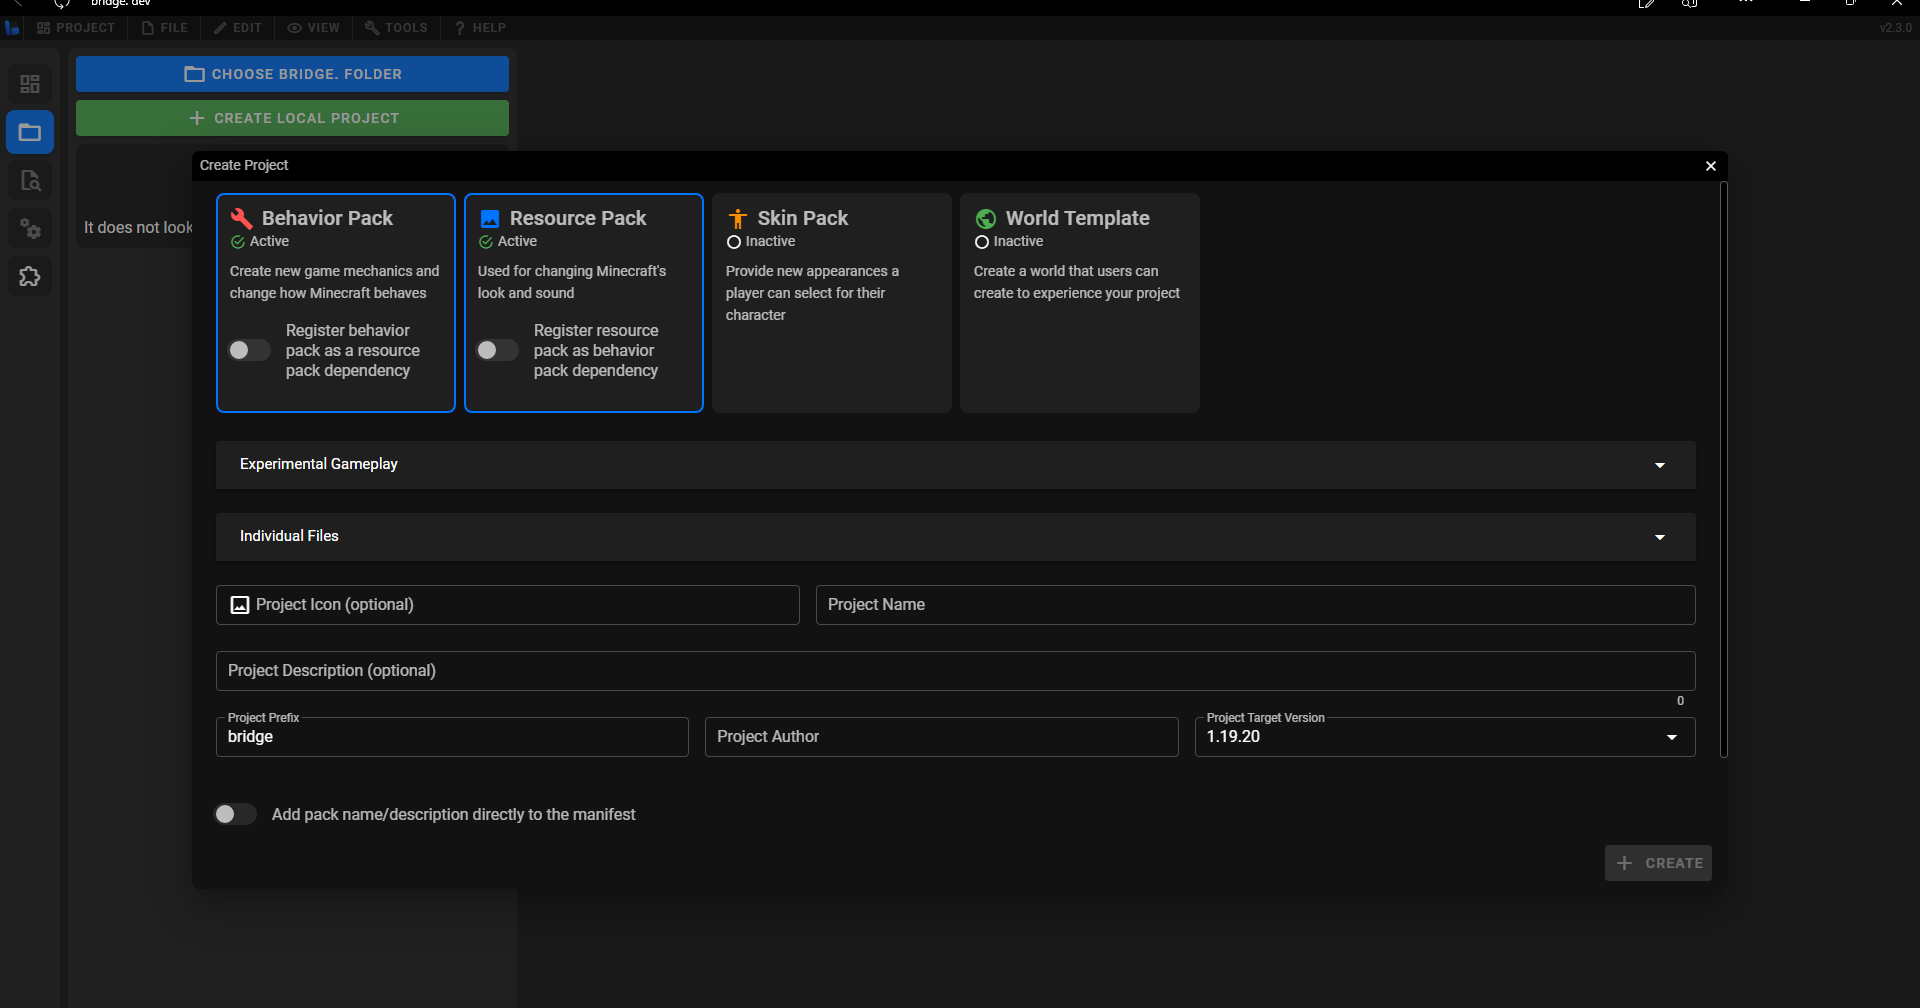 bridge. dev
PROJECT
FILE
EDIT
VIEW
TOOLS
HELP
v2.3.0
CHOOSE BRIDGE. FOLDER
CREATE LOCAL PROJECT
It does not look
Create Project
Behavior Pack
Active
Create new game mechanics and
change how Minecraft behaves
Register behavior
pack as a resource
pack dependency
Resource Pack
Active
Used for changing Minecraft's
look and sound
Register resource
pack as behavior
pack dependency
Skin Pack
Inactive
Provide new appearances a
player can select for their
character
World Template
Inactive
Create a world that users can
create to experience your project
Experimental Gameplay
Individual Files
Project Icon (optional)
Project Name
Project Description (optional)
0
Project Prefix
bridge
Project Author
Project Target Version
1.19.20
Add pack name/description directly to the manifest
CREATE